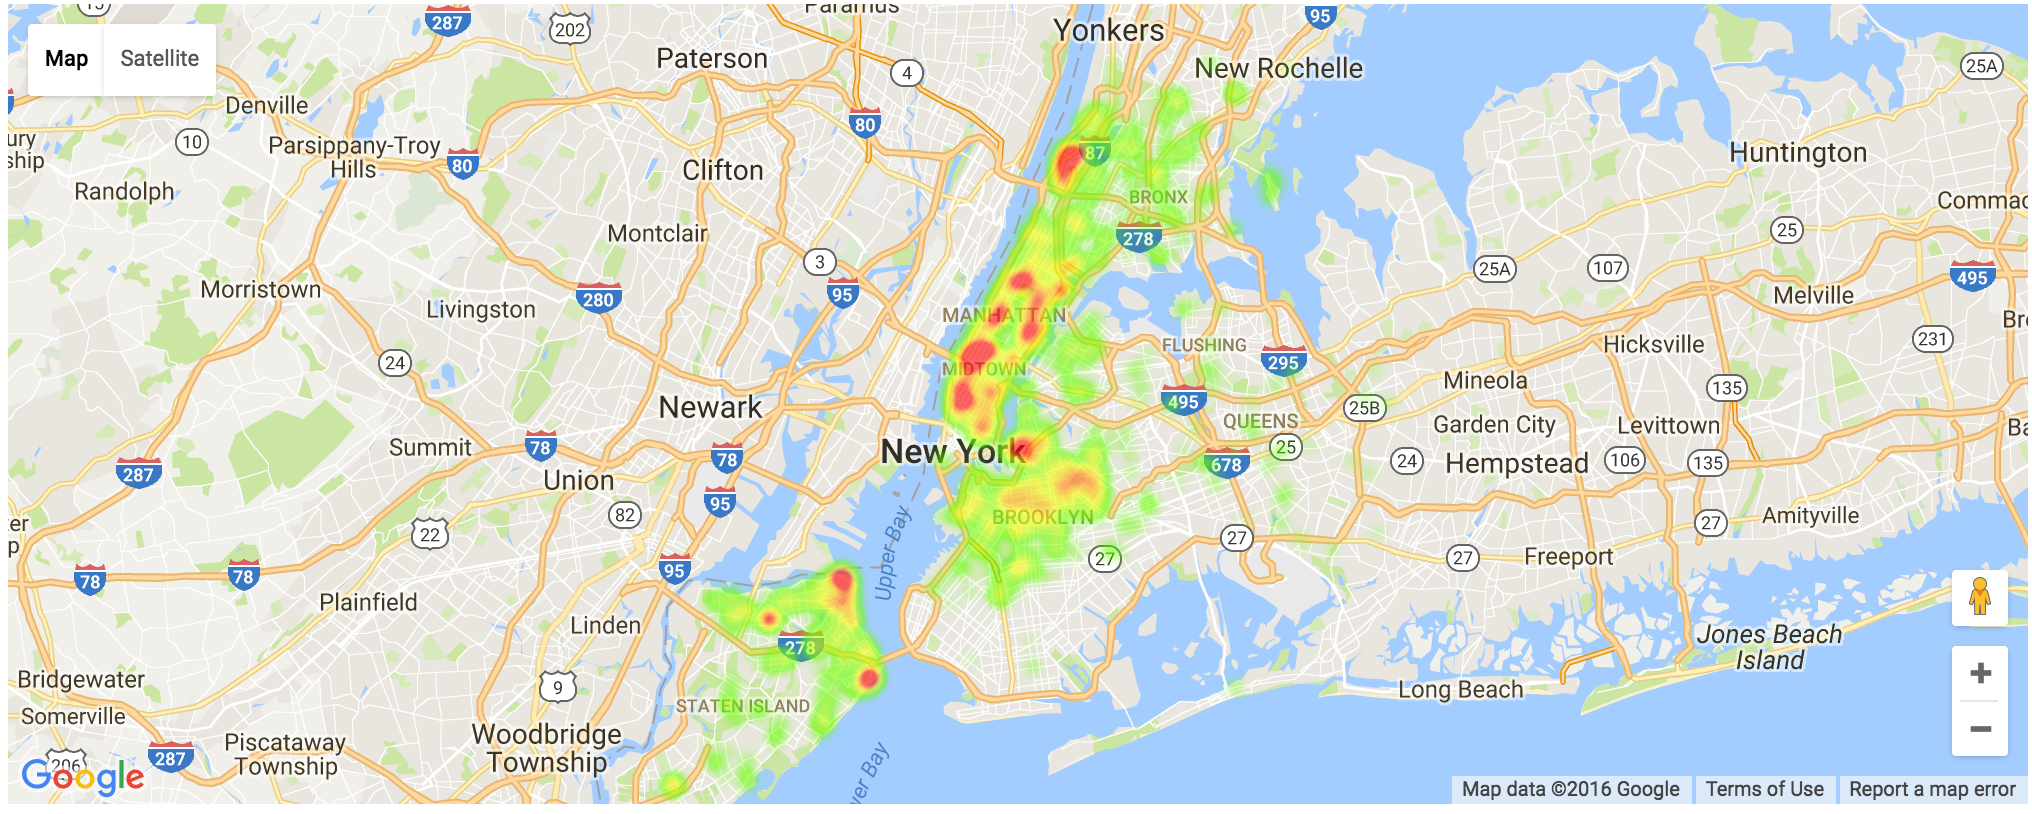 15
287
202
Paramus
Yonkers
95
Map
Satellite
Paterson
4
New Rochelle
25A
Denville
80
10
Parsippany-Troy
Hills
80
87
Huntington
ury
ship
Clifton
Randolph
BRONX
Commac
Montclair
278
25
3
25A
107
495
Morristown
280
95
Livingston
Melville
MANHATTAN
Br
FLUSHING
Hicksville
231
24
295
MIDTOWN
Mineola
135
Newark
495
25B
QUEENS
Garden City
Levittown
Ba
Summit
78
78
New York
25
287
678
24
Hempstead
106
135
Union
95
82
BROOKLYN
27
Amityville
er
p
22
Upper Bay
27
27
Freeport
27
78
78
95
Plainfield
Linden
278
Jones Beach
Island
Bridgewater
9
STATEN ISLAND
Long Beach
Somerville
Woodbridge
Township
Piscataway
Township
287
206
Google
wer Bay
Map data ©2016 Google
Terms of Use
Report a map error